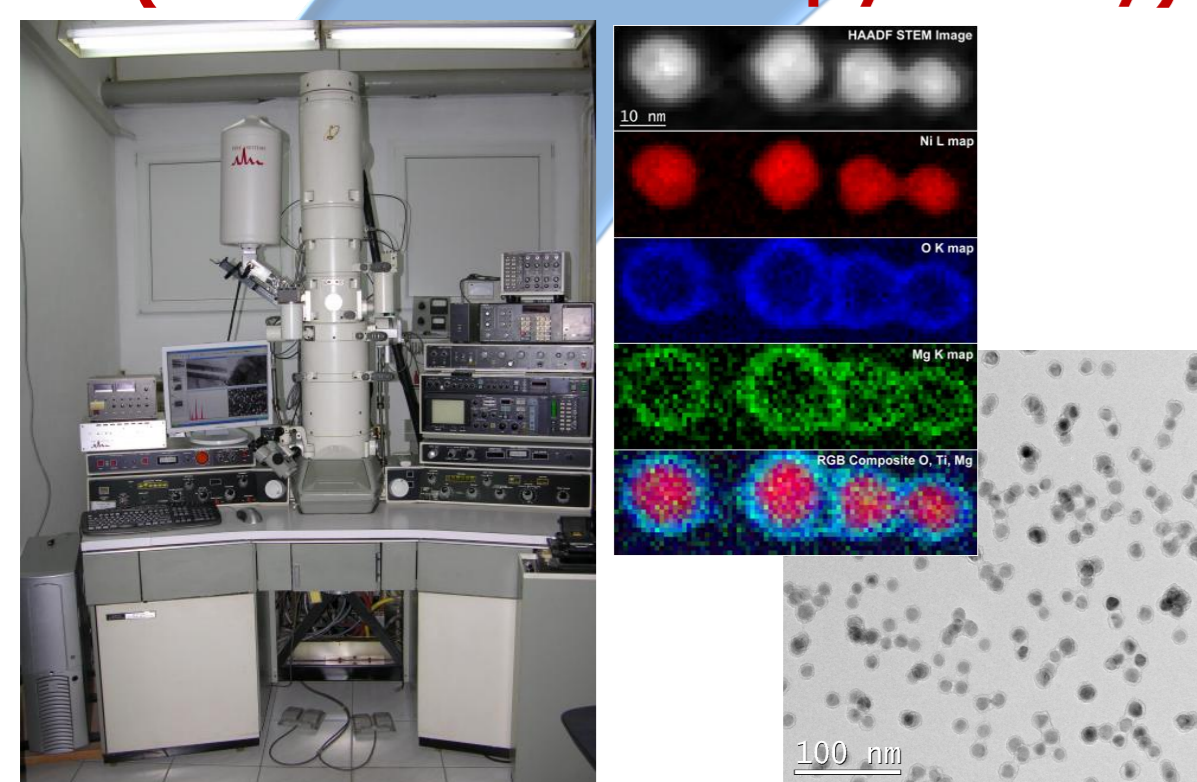 HAADF STEM Image
10 nm
Ni L map
O K map
Mg K map
RGB Composite O, Ti, Mg
100 nm